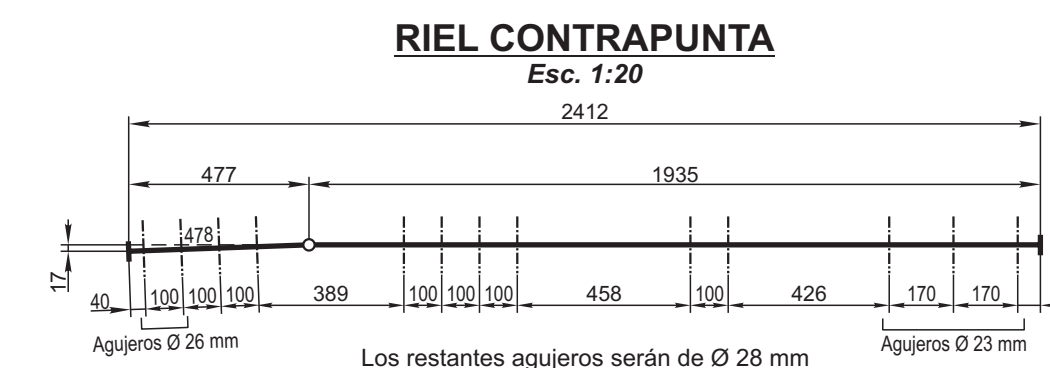 RIEL CONTRAPUNTA
Esc. 1:20
2412
477 1935
478
17
40 100 100 100 389 100 100 100 458 100 426 170 170
Agujeros Ø 26 mm Agujeros Ø 23 mm
Los restantes agujeros serán de Ø 28 mm